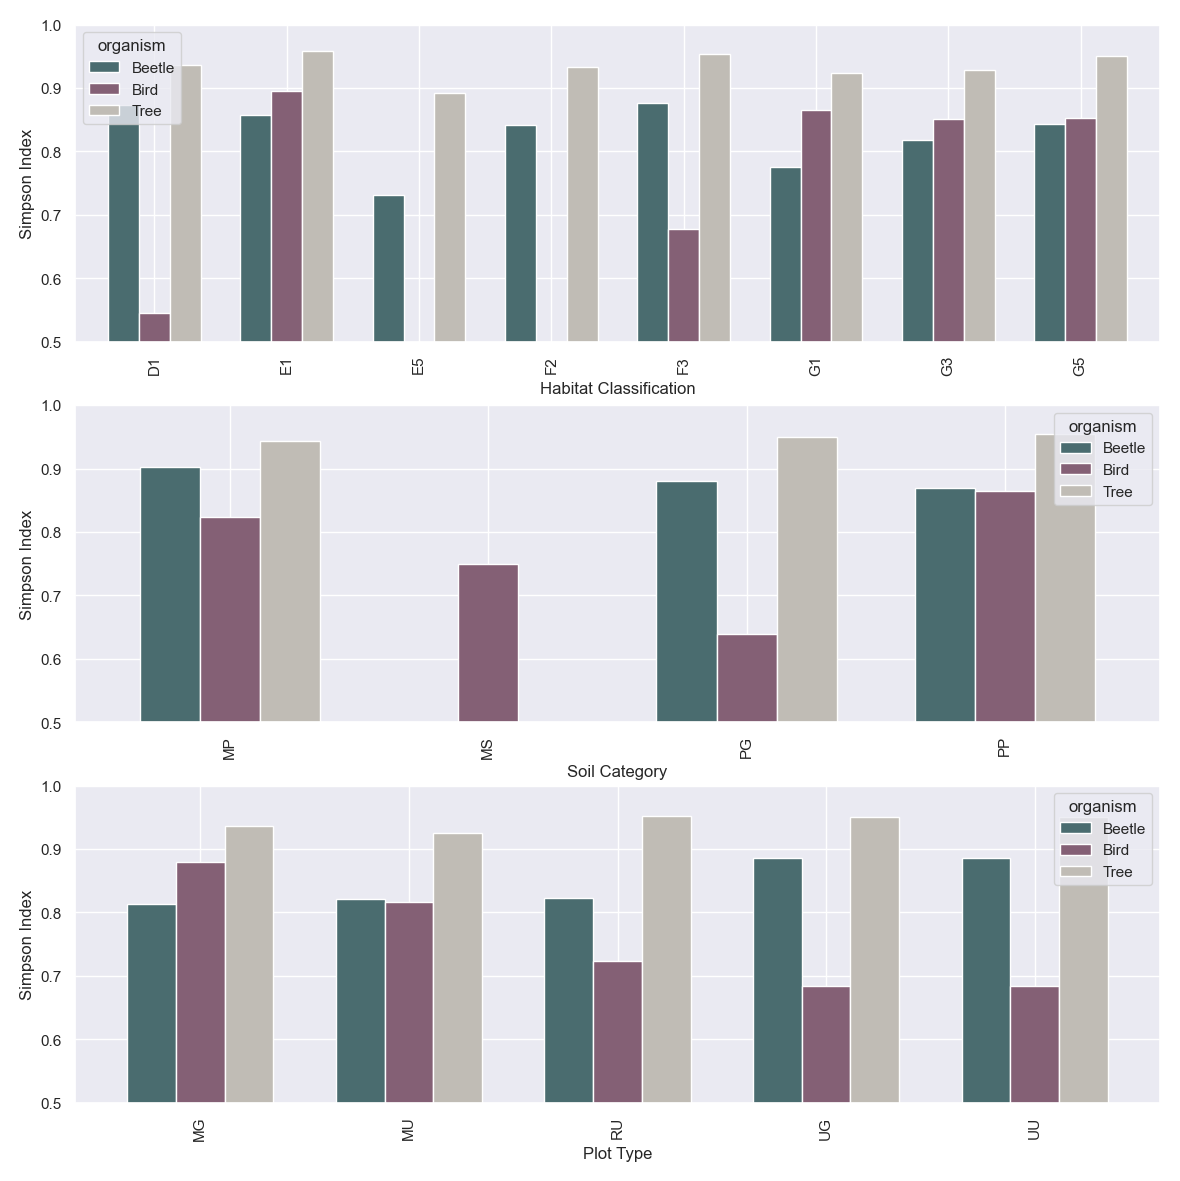 1.0
0.9
0.8
0.7
0.6
0.5
Simpson Index
organism
Beetle
Bird
Tree
D1 E1 E5 F2 F3 G1 G3 G5
Habitat Classification
1.0
0.9
0.8
0.7
0.6
0.5
Simpson Index
organism
Beetle
Bird
Tree
MP MS PG PP
Soil Category
1.0
0.9
0.8
0.7
0.6
0.5
Simpson Index
organism
Beetle
Bird
Tree
MG MU RU UG UU
Plot Type